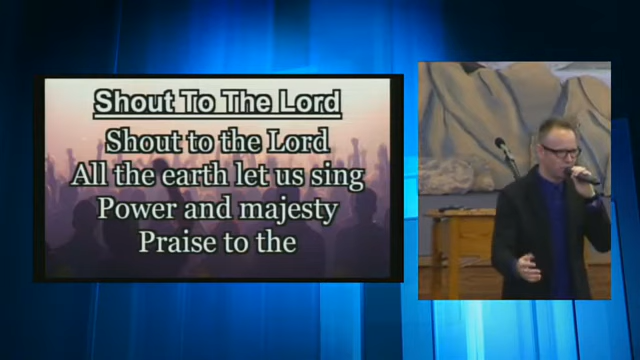 Shout To The Lord
Shout to the Lord
All the earth let us sing
Power and majesty
Praise to the